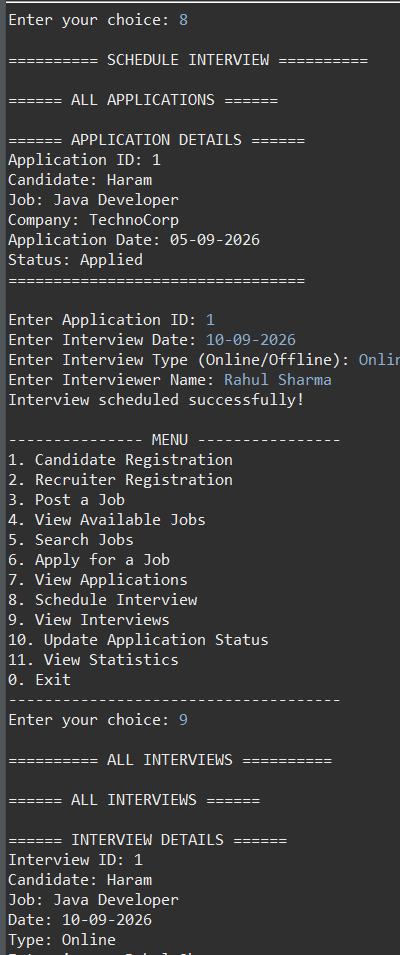 Enter your choice: 8
========== SCHEDULE INTERVIEW ==========
====== ALL APPLICATIONS ======
====== APPLICATION DETAILS ======
Application ID: 1
Candidate: Haram
Job: Java Developer
Company: TechnoCorp
Application Date: 05-09-2026
Status: Applied
=================================
Enter Application ID: 1
Enter Interview Date: 10-09-2026
Enter Interview Type (Online/Offline):
Enter Interviewer Name: Rahul Sharma
Interview scheduled successfully!
--------------- MENU ----------------
1. Candidate Registration
2. Recruiter Registration
3. Post a Job
4. View Available Jobs
5. Search Jobs
6. Apply for a Job
7. View Applications
8. Schedule Interview
9. View Interviews
10. Update Application Status
11. View Statistics
0. Exit
-------------------------------------
Enter your choice: 9
========== ALL INTERVIEWS ==========
====== ALL INTERVIEWS ======
====== INTERVIEW DETAILS ======
Interview ID: 1
Candidate: Haram
Job: Java Developer
Date: 10-09-2026
Type: Online